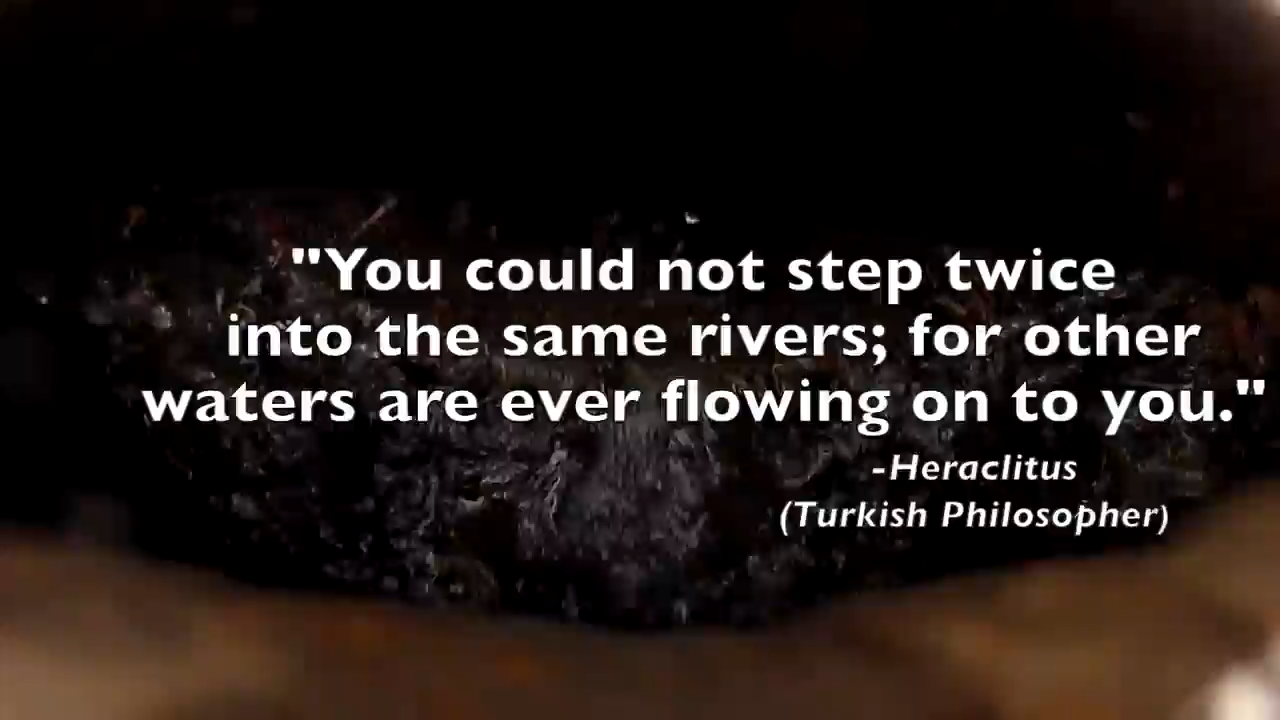 "You could not step twice
into the same rivers; for other
waters are ever flowing on to you."
-Heraclitus
(Turkish Philosopher)